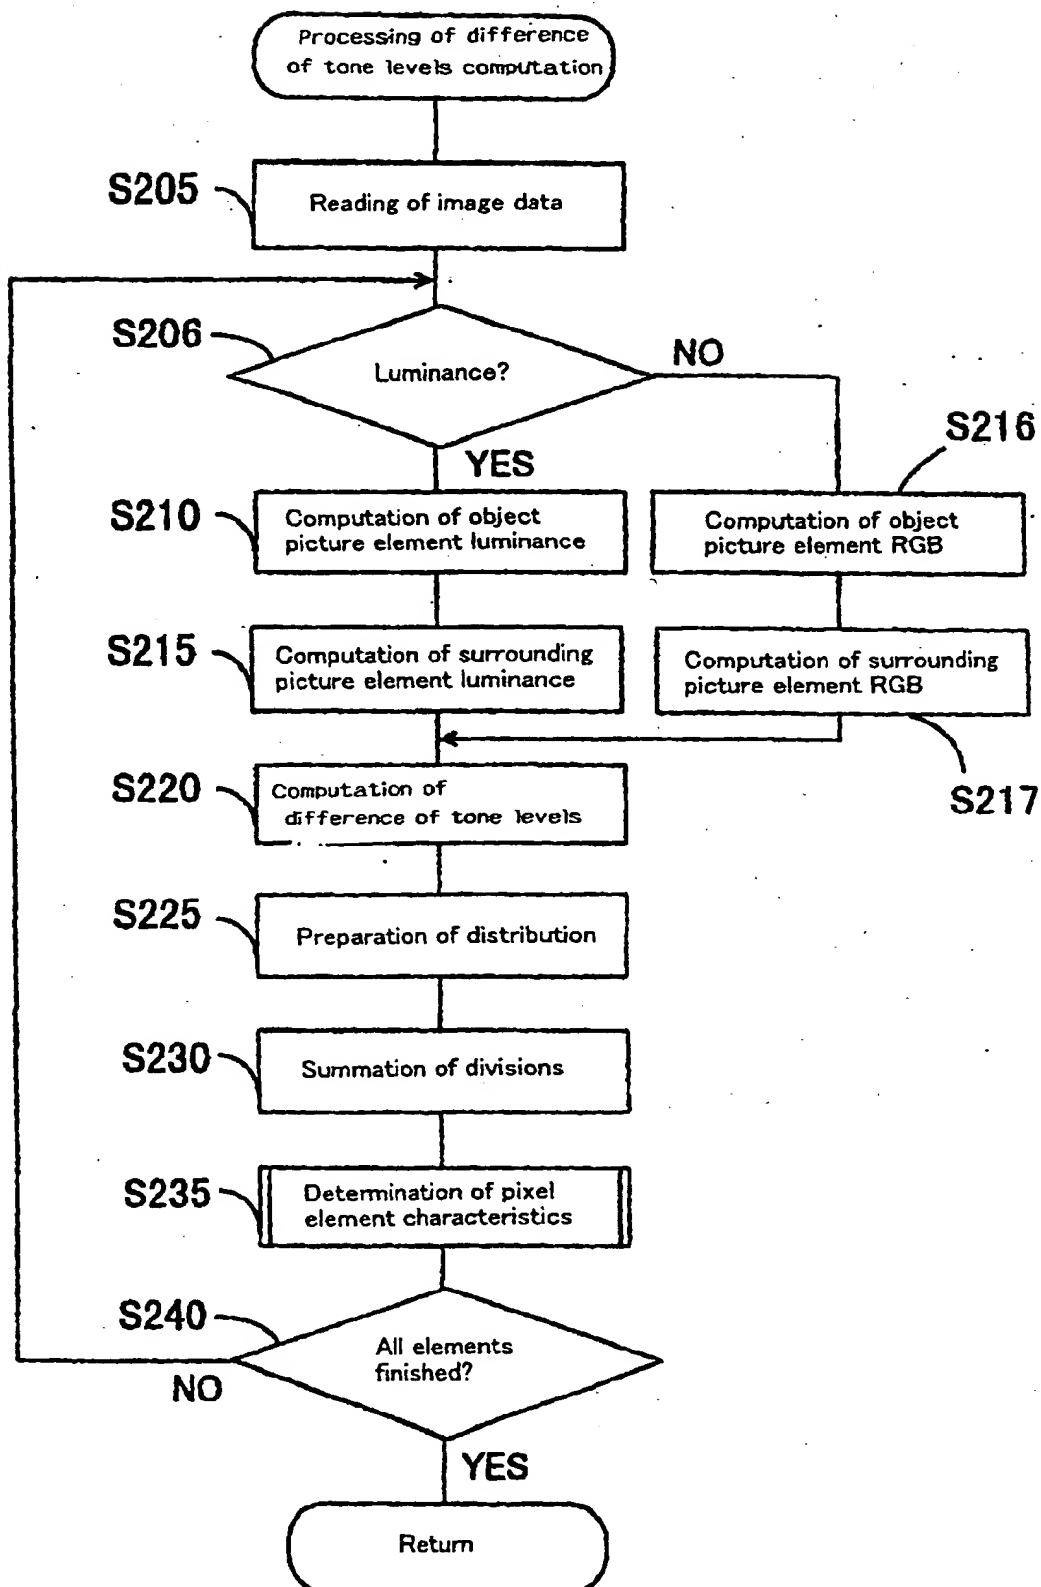 Processing of difference
of tone levels computation
S205
Reading of image data
S206
Luminance?
NO
YES
S216
S210
Computation of object
picture element luminance
Computation of object
picture element RGB
S215
Computation of surrounding
picture element luminance
Computation of surrounding
picture element RGB
S217
S220
Computation of
difference of tone levels
S225
Preparation of distribution
S230
Summation of divisions
S235
Determination of pixel
element characteristics
S240
All elements
finished?
NO
YES
Return